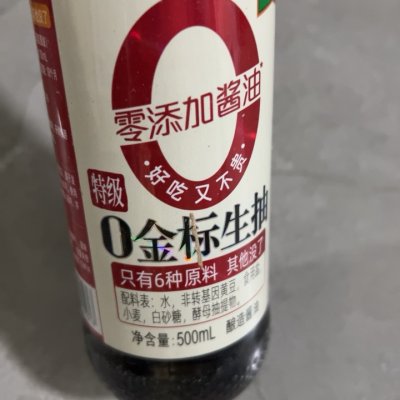 零添加酱油
好吃又不贵
特级
0金标生抽
只有6种原料 其他没了
配料表：水，非转基因黄豆，食用盐，
小麦，白砂糖，酵母抽提物。
净含量：500mL 酿造酱油